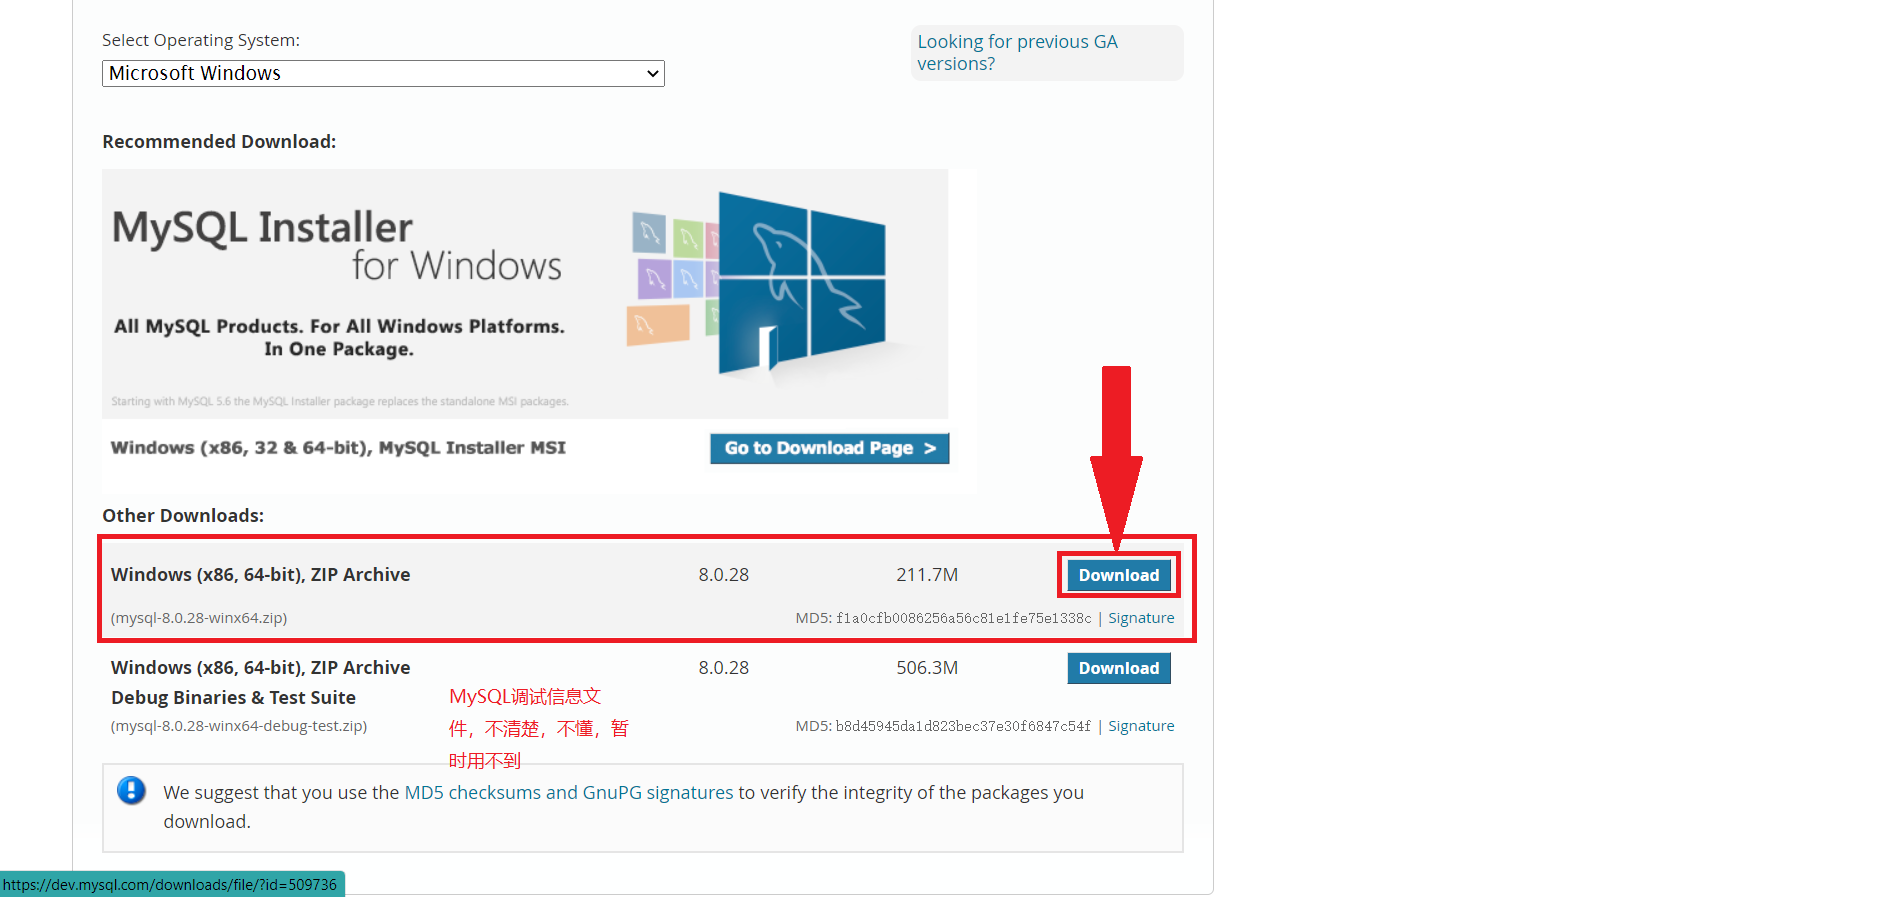 Select Operating System:
Microsoft Windows
Looking for previous GA
versions?
Recommended Download:
MySQL Installer
for Windows
All MySQL Products. For All Windows Platforms.
In One Package.
Starting with MySQL 5.6 the MySQL Installer package replaces the standalone MSI packages.
Windows (x86, 32 & 64-bit), MySQL Installer MSI
Go to Download Page >
Other Downloads:
Windows (x86, 64-bit), ZIP Archive 8.0.28 211.7M Download
(mysql-8.0.28-winx64.zip) MD5: f1a0cfb0086256a56c81e1fe75e1338c | Signature
Windows (x86, 64-bit), ZIP Archive 8.0.28 506.3M Download
Debug Binaries & Test Suite
(mysql-8.0.28-winx64-debug-test.zip) MD5: b8d45945da1d823bec37e30f6847c54f | Signature
MySQL调试信息文
件，不清楚，不懂，暂
时用不到
We suggest that you use the MD5 checksums and GnuPG signatures to verify the integrity of the packages you
download.
https://dev.mysql.com/downloads/file/?id=509736